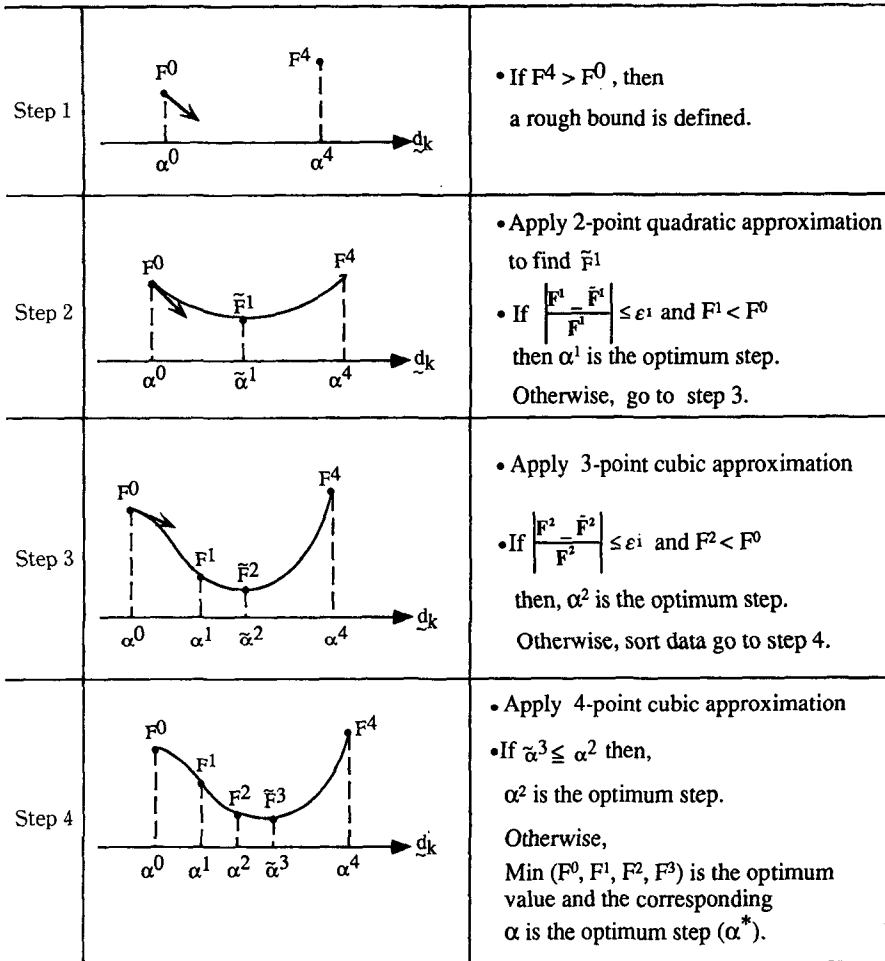 Step 1
F⁰
F⁴
α⁰
α⁴
d̰k
• If F⁴ > F⁰ , then
a rough bound is defined.
Step 2
F⁰
F̃¹
F⁴
α⁰
α̃¹
α⁴
d̰k
• Apply 2-point quadratic approximation
to find F̃¹
• If |F¹ – F̃¹ / F¹| ≤ ε¹ and F¹ < F⁰
then α¹ is the optimum step.
Otherwise, go to step 3.
Step 3
F⁰
F¹
F̃²
F⁴
α⁰
α¹
α̃²
α⁴
d̰k
• Apply 3-point cubic approximation
•If |F² – F̃² / F²| ≤ εⁱ and F² < F⁰
then, α² is the optimum step.
Otherwise, sort data go to step 4.
Step 4
F⁰
F¹
F²
F̃³
F⁴
α⁰
α¹
α²
α̃³
α⁴
d̰k
• Apply 4-point cubic approximation
•If α̃³ ≦ α² then,
α² is the optimum step.
Otherwise,
Min (F⁰, F¹, F², F³) is the optimum
value and the corresponding
α is the optimum step (α*).